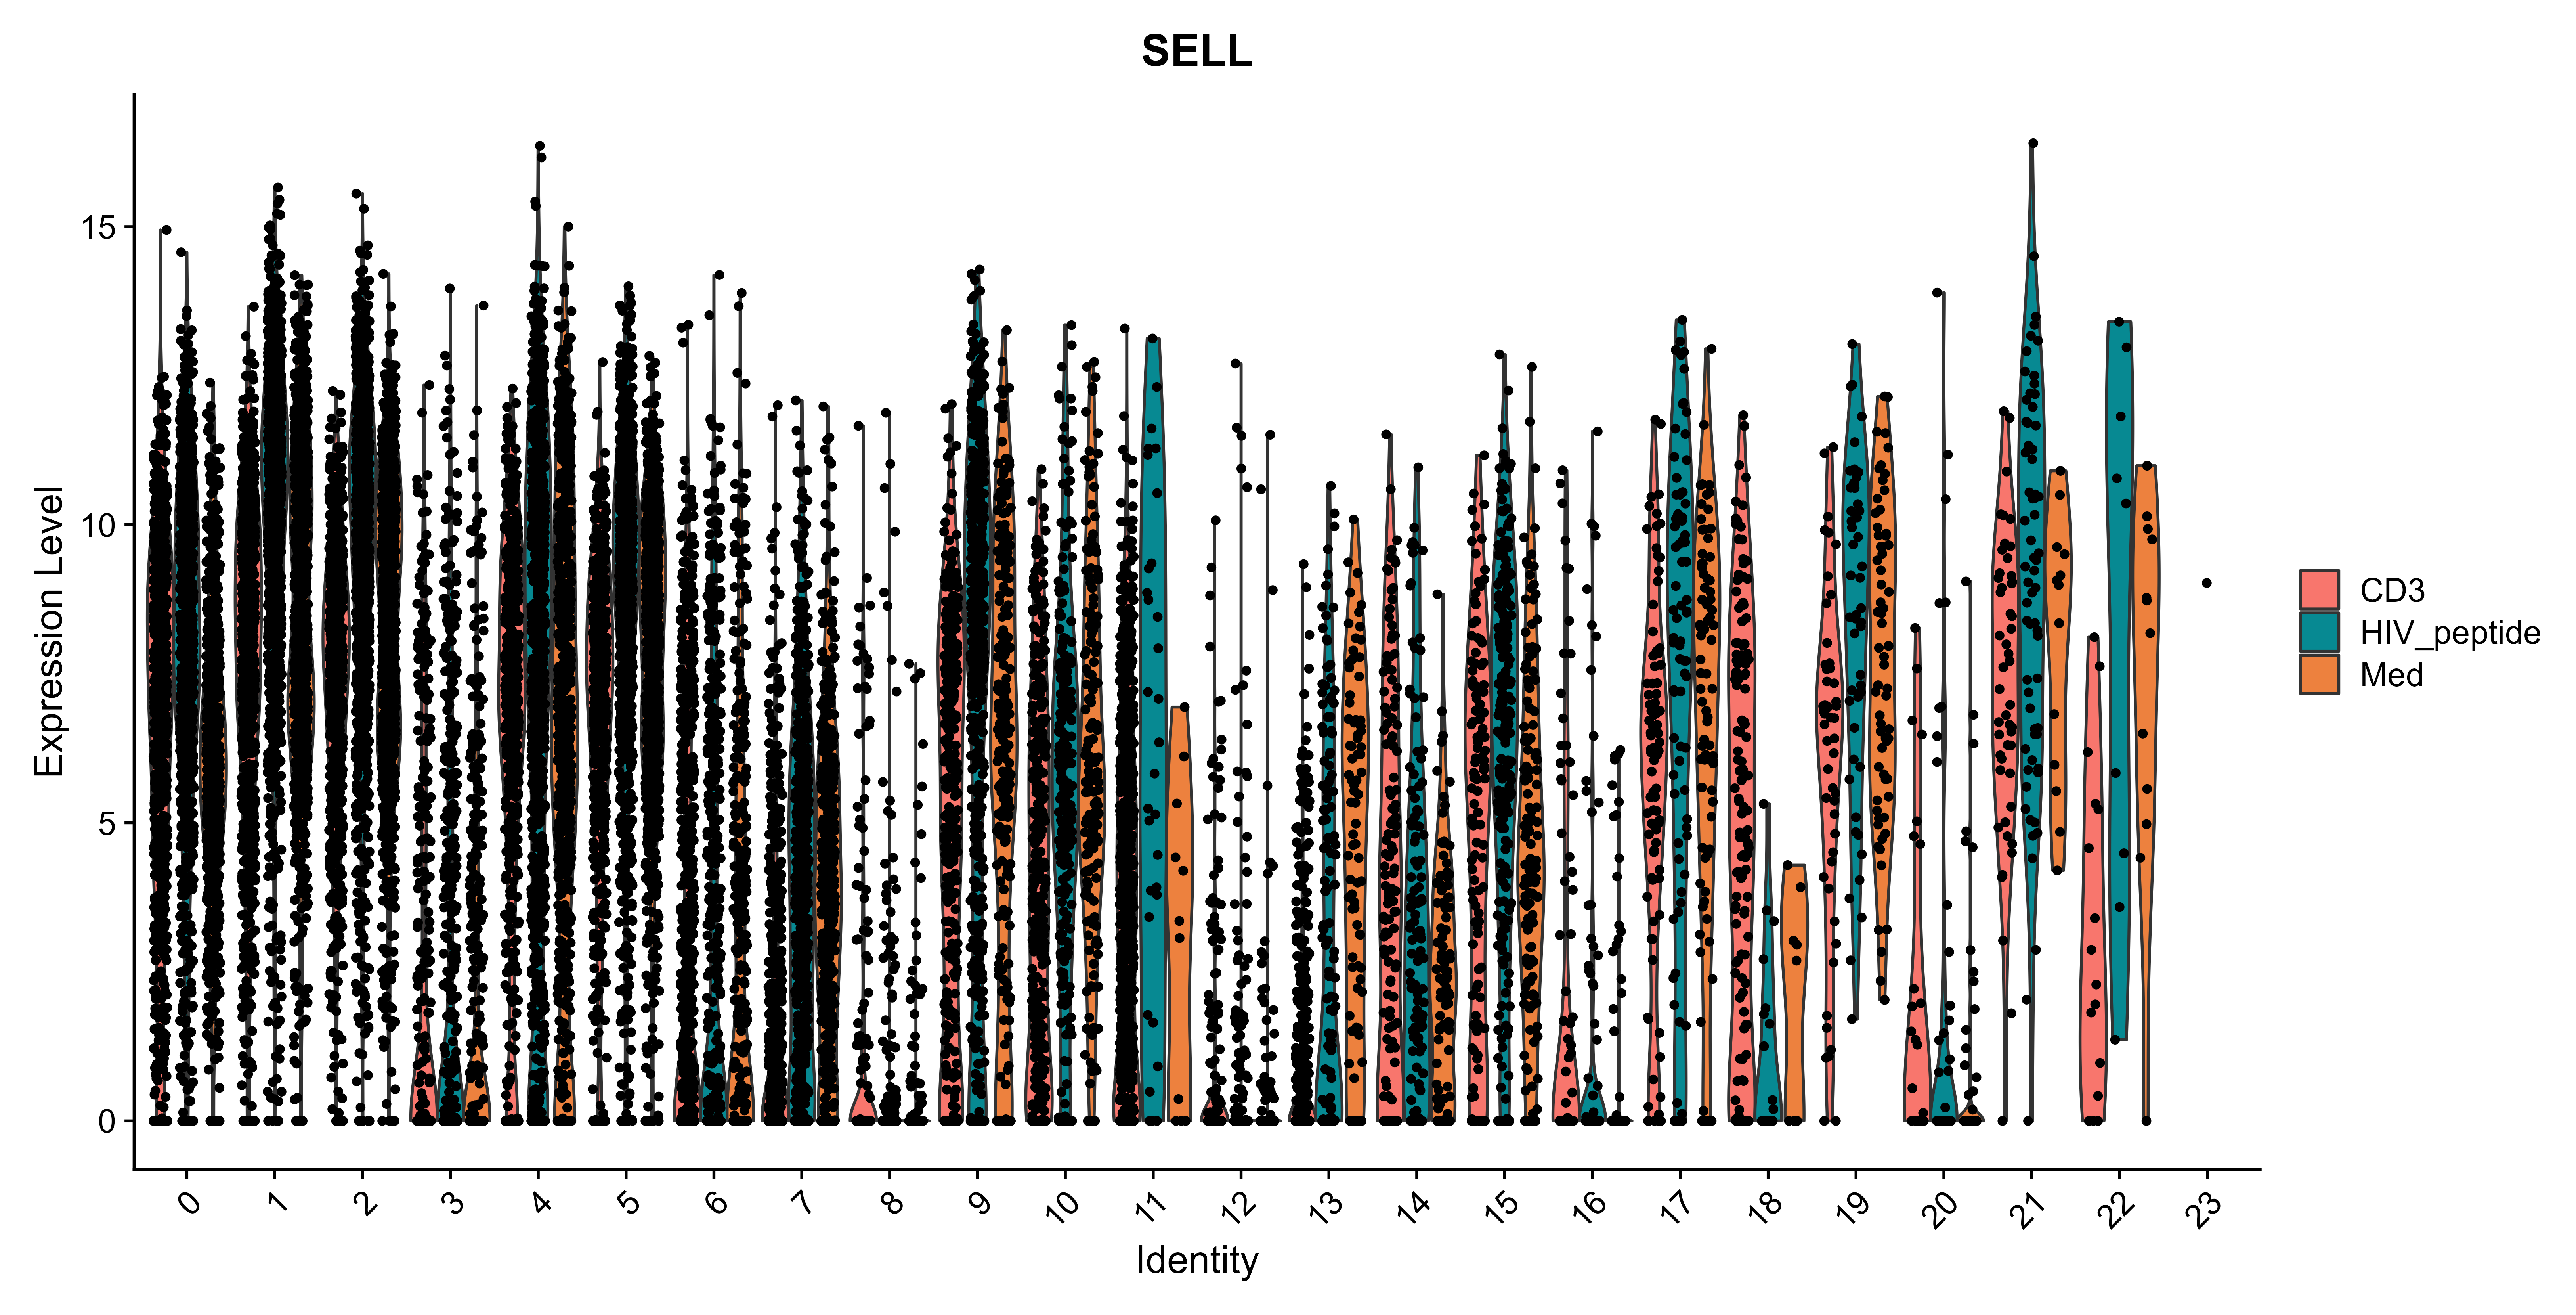 SELL
Expression Level
15
10
5
0
0 1 2 3 4 5 6 7 8 9 10 11 12 13 14 15 16 17 18 19 20 21 22 23
Identity
CD3
HIV_peptide
Med